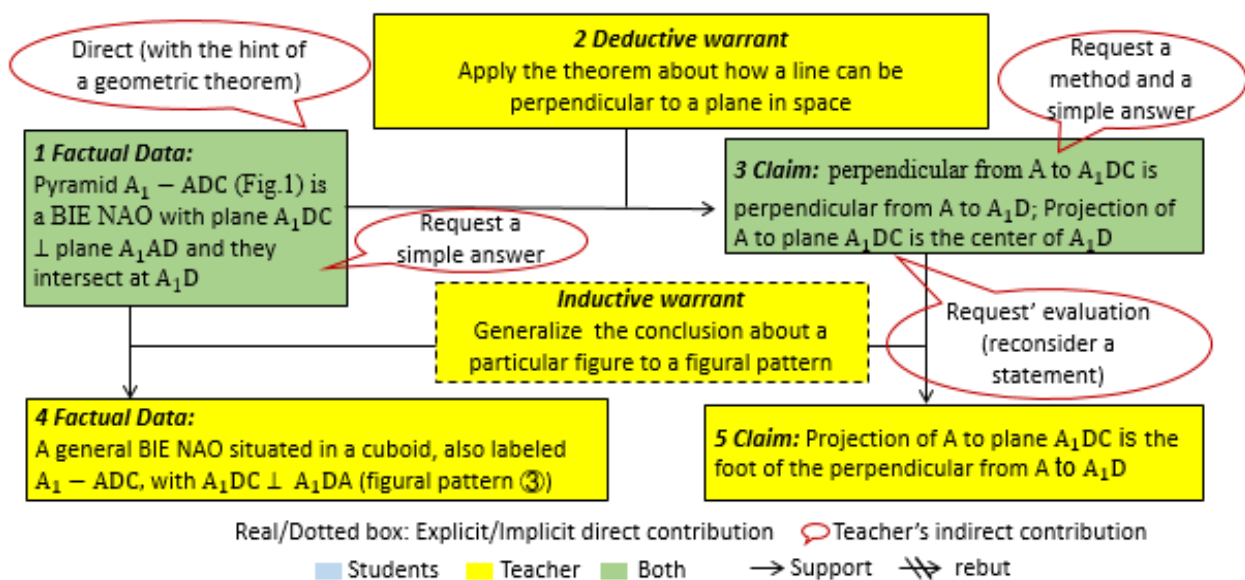 Direct (with the hint of
a geometric theorem)
2 Deductive warrant
Apply the theorem about how a line can be
perpendicular to a plane in space
Request a
method and a
simple answer
1 Factual Data:
Pyramid A₁ − ADC (Fig.1) is
a BIE NAO with plane A₁DC
⊥ plane A₁AD and they
intersect at A₁D
Request a
simple answer
3 Claim: perpendicular from A to A₁DC is
perpendicular from A to A₁D; Projection of
A to plane A₁DC is the center of A₁D
Inductive warrant
Generalize the conclusion about a
particular figure to a figural pattern
Request’ evaluation
(reconsider a
statement)
4 Factual Data:
A general BIE NAO situated in a cuboid, also labeled
A₁ − ADC, with A₁DC ⊥ A₁DA (figural pattern ③)
5 Claim: Projection of A to plane A₁DC is the
foot of the perpendicular from A to A₁D
Real/Dotted box: Explicit/Implicit direct contribution
Teacher’s indirect contribution
Students
Teacher
Both
Support
rebut